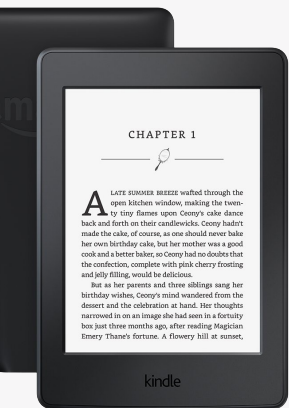 CHAPTER 1
A LATE SUMMER BREEZE wafted through the
open kitchen window, making the twen-
ty tiny flames upon Ceony's cake dance
back and forth on their candlewicks. Ceony hadn't
made the cake, of course, as one should never bake
her own birthday cake, but her mother was a good
cook and a better baker, so Ceony had no doubts that
the confection, complete with pink cherry frosting
and jelly filling, would be delicious.
But as her parents and three siblings sang her
birthday wishes, Ceony's mind wandered from the
dessert and the celebration at hand. Her thoughts
narrowed in on an image she had seen in a fortuity
box just three months ago, after reading Magician
Emery Thane's fortune. A flowery hill at sunset,
kindle